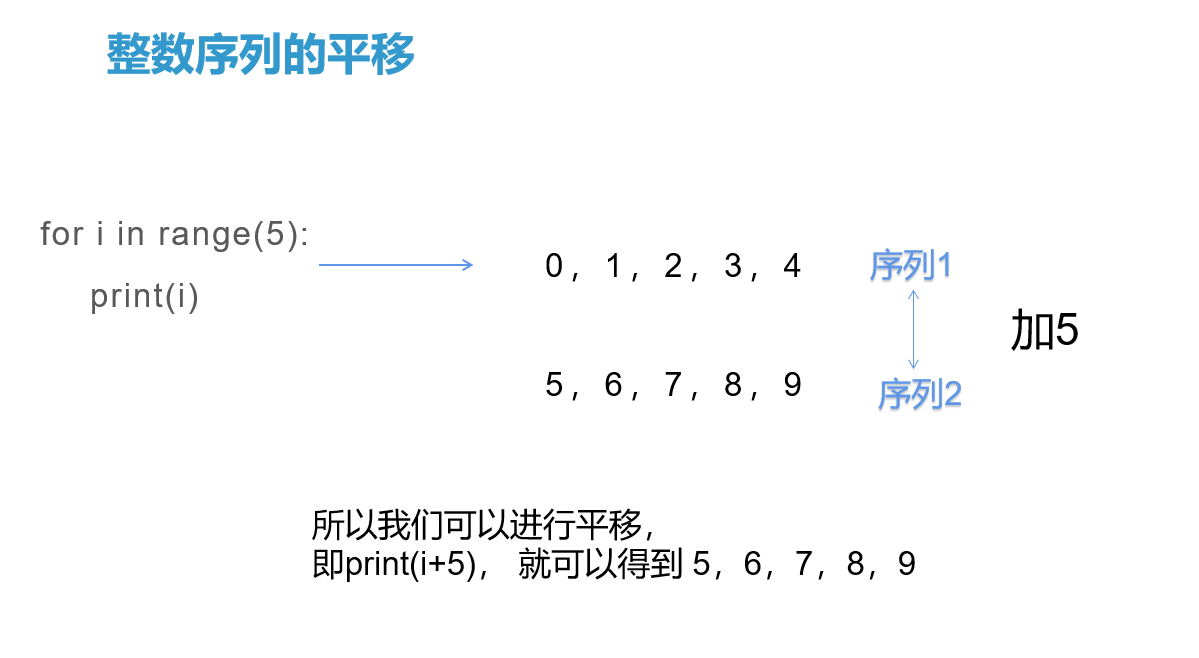 整数序列的平移
for i in range(5):
print(i)
0，1，2，3，4
序列1
加5
5，6，7，8，9
序列2
所以我们可以进行平移，
即print(i+5)， 就可以得到 5，6，7，8，9